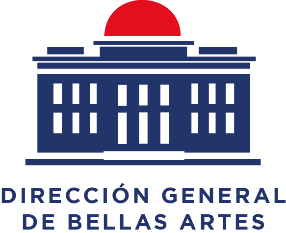 DIRECCIÓN GENERAL
DE BELLAS ARTES